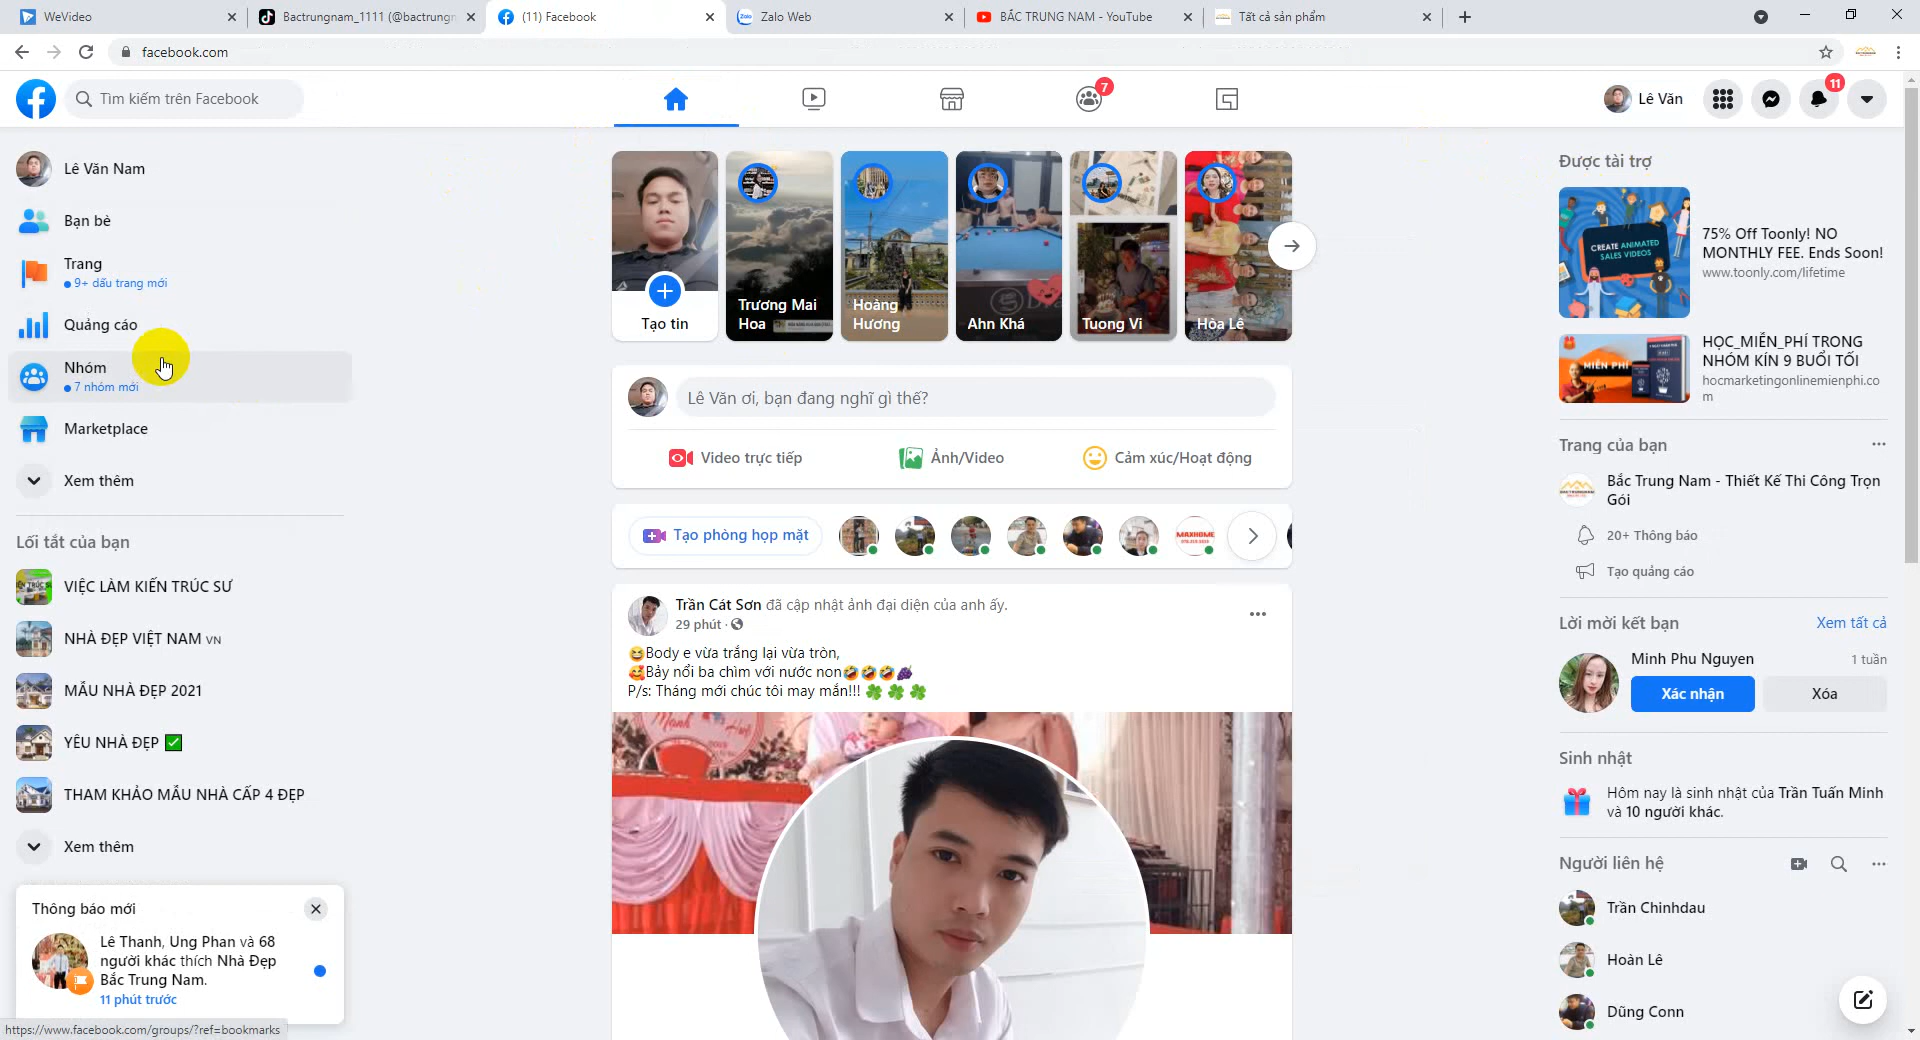 WeVideo
Bactrungnam_1111 (@bactrungn
(11) Facebook
Zalo Web
BẮC TRUNG NAM - YouTube
Tất cả sản phẩm
facebook.com
Tìm kiếm trên Facebook
7
Lê Văn
11
Lê Văn Nam
Bạn bè
Trang
9+ dấu trang mới
Quảng cáo
Nhóm
7 nhóm mới
Marketplace
Xem thêm
Lối tắt của bạn
VIỆC LÀM KIẾN TRÚC SƯ
NHÀ ĐẸP VIỆT NAM VN
MẪU NHÀ ĐẸP 2021
YÊU NHÀ ĐẸP ✅
THAM KHẢO MẪU NHÀ CẤP 4 ĐẸP
Xem thêm
Thông báo mới
Lê Thanh, Ung Phan và 68
người khác thích Nhà Đẹp
Bắc Trung Nam.
11 phút trước
https://www.facebook.com/groups/?ref=bookmarks
Tạo tin
Trương Mai
Hoa
Hoàng
Hương
Ahn Khá
Tuong Vi
Hòa Lê
Lê Văn ơi, bạn đang nghĩ gì thế?
Video trực tiếp
Ảnh/Video
Cảm xúc/Hoạt động
Tạo phòng họp mặt
MAXHOME
Trần Cát Sơn đã cập nhật ảnh đại diện của anh ấy.
29 phút ·
😆Body e vừa trắng lại vừa tròn,
🥰Bảy nổi ba chìm với nước non🤣🤣🤣🍇
P/s: Tháng mới chúc tôi may mắn!!! 🍀 🍀 🍀
Được tài trợ
CREATE ANIMATED
SALES VIDEOS
75% Off Toonly! NO
MONTHLY FEE. Ends Soon!
www.toonly.com/lifetime
MIỄN PHÍ
HỌC_MIỄN_PHÍ TRONG
NHÓM KÍN 9 BUỔI TỐI
hocmarketingonlinemienphi.co
m
Trang của bạn
Bắc Trung Nam - Thiết Kế Thi Công Trọn
Gói
20+ Thông báo
Tạo quảng cáo
Lời mời kết bạn
Xem tất cả
Minh Phu Nguyen
1 tuần
Xác nhận
Xóa
Sinh nhật
Hôm nay là sinh nhật của Trần Tuấn Minh
và 10 người khác.
Người liên hệ
Trần Chinhdau
Hoàn Lê
Dũng Conn